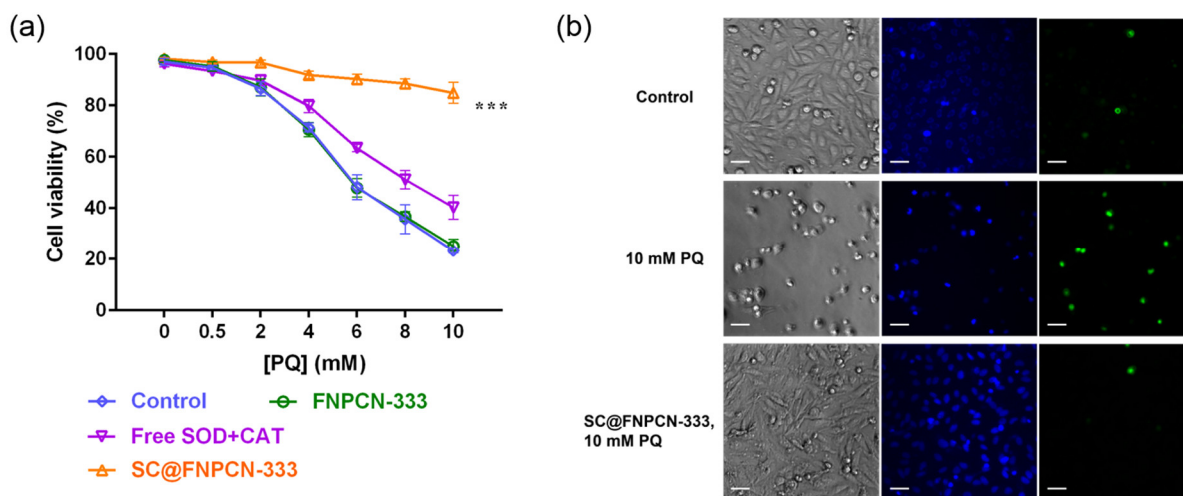 (a)
Cell viability (%)
100
80
60
40
20
0
***
0 0.5 2 4 6 8 10
[PQ] (mM)
Control
FNPCN-333
Free SOD+CAT
SC@FNPCN-333
(b)
Control
10 mM PQ
SC@FNPCN-333,
10 mM PQ